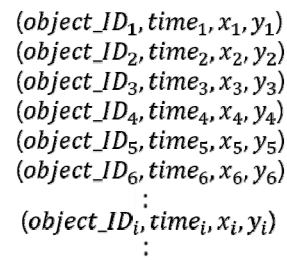 (object_ID₁, time₁, x₁, y₁)
(object_ID₂, time₂, x₂, y₂)
(object_ID₃, time₃, x₃, y₃)
(object_ID₄, time₄, x₄, y₄)
(object_ID₅, time₅, x₅, y₅)
(object_ID₆, time₆, x₆, y₆)
:
(object_IDᵢ, timeᵢ, xᵢ, yᵢ)
: